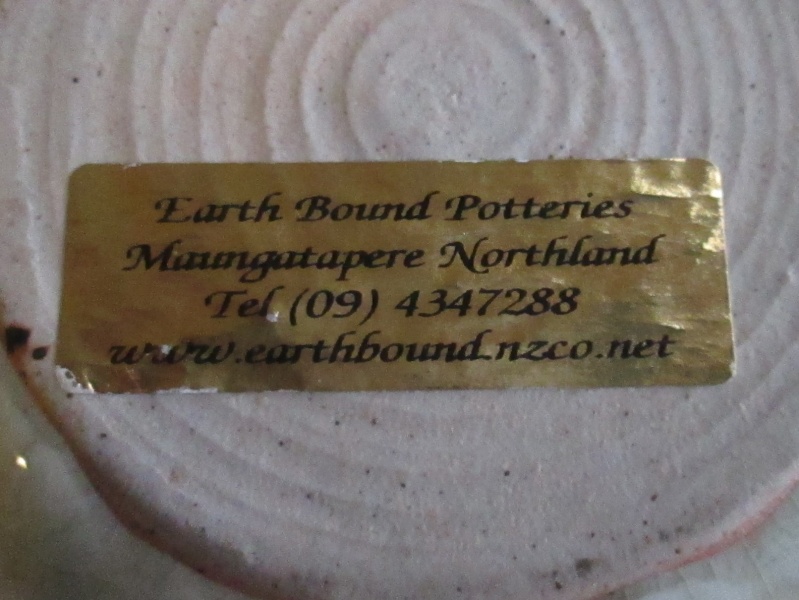 Earth Bound Potteries
Maungatapere Northland
Tel (09) 4347288
www.earthbound.nzco.net